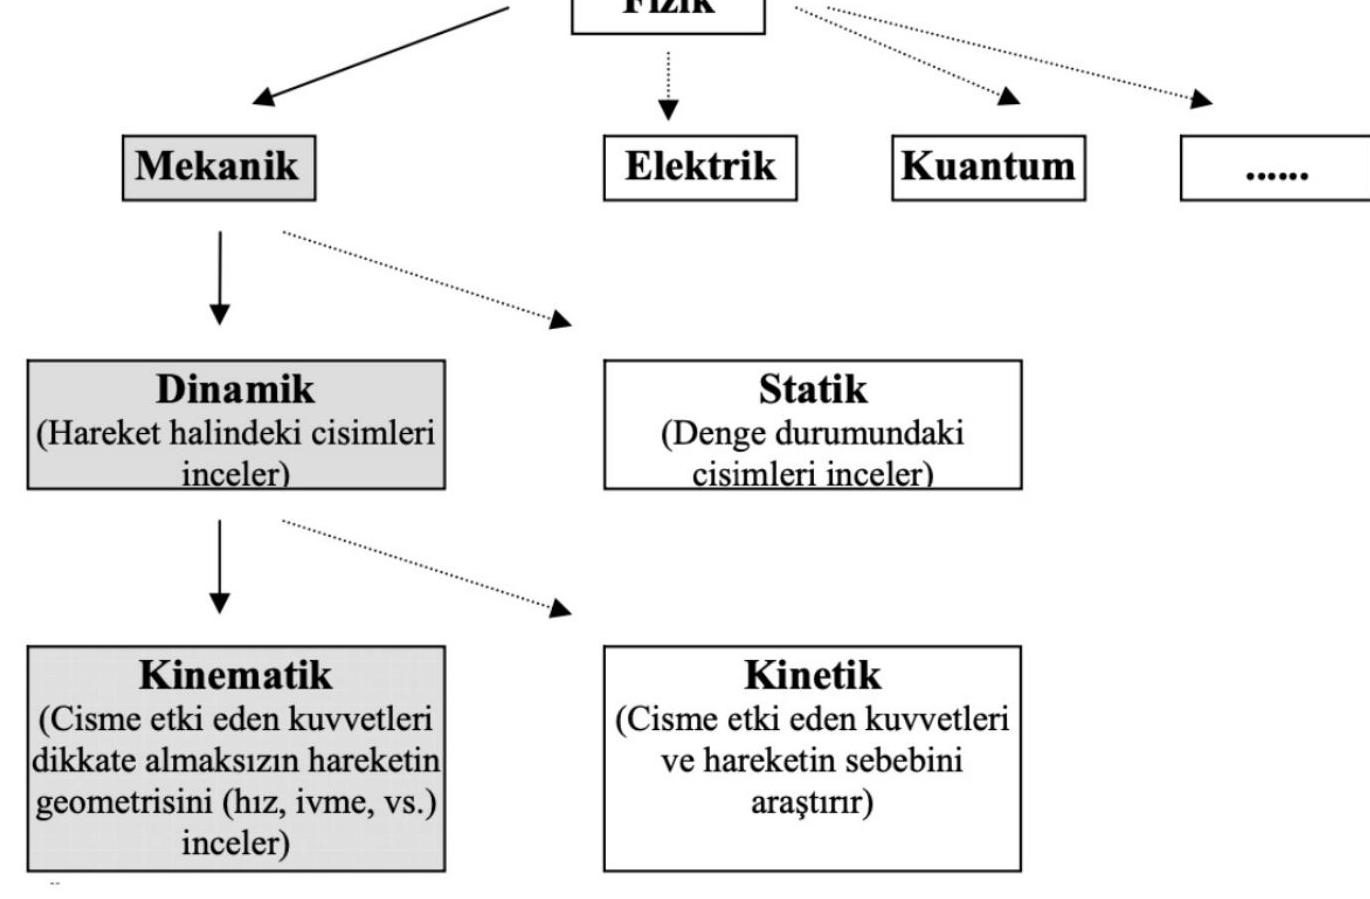 Fizik
Mekanik
Elektrik
Kuantum
......
Dinamik
(Hareket halindeki cisimleri
inceler)
Statik
(Denge durumundaki
cisimleri inceler)
Kinematik
(Cisme etki eden kuvvetleri
dikkate almaksızın hareketin
geometrisini (hız, ivme, vs.)
inceler)
Kinetik
(Cisme etki eden kuvvetleri
ve hareketin sebebini
araştırır)